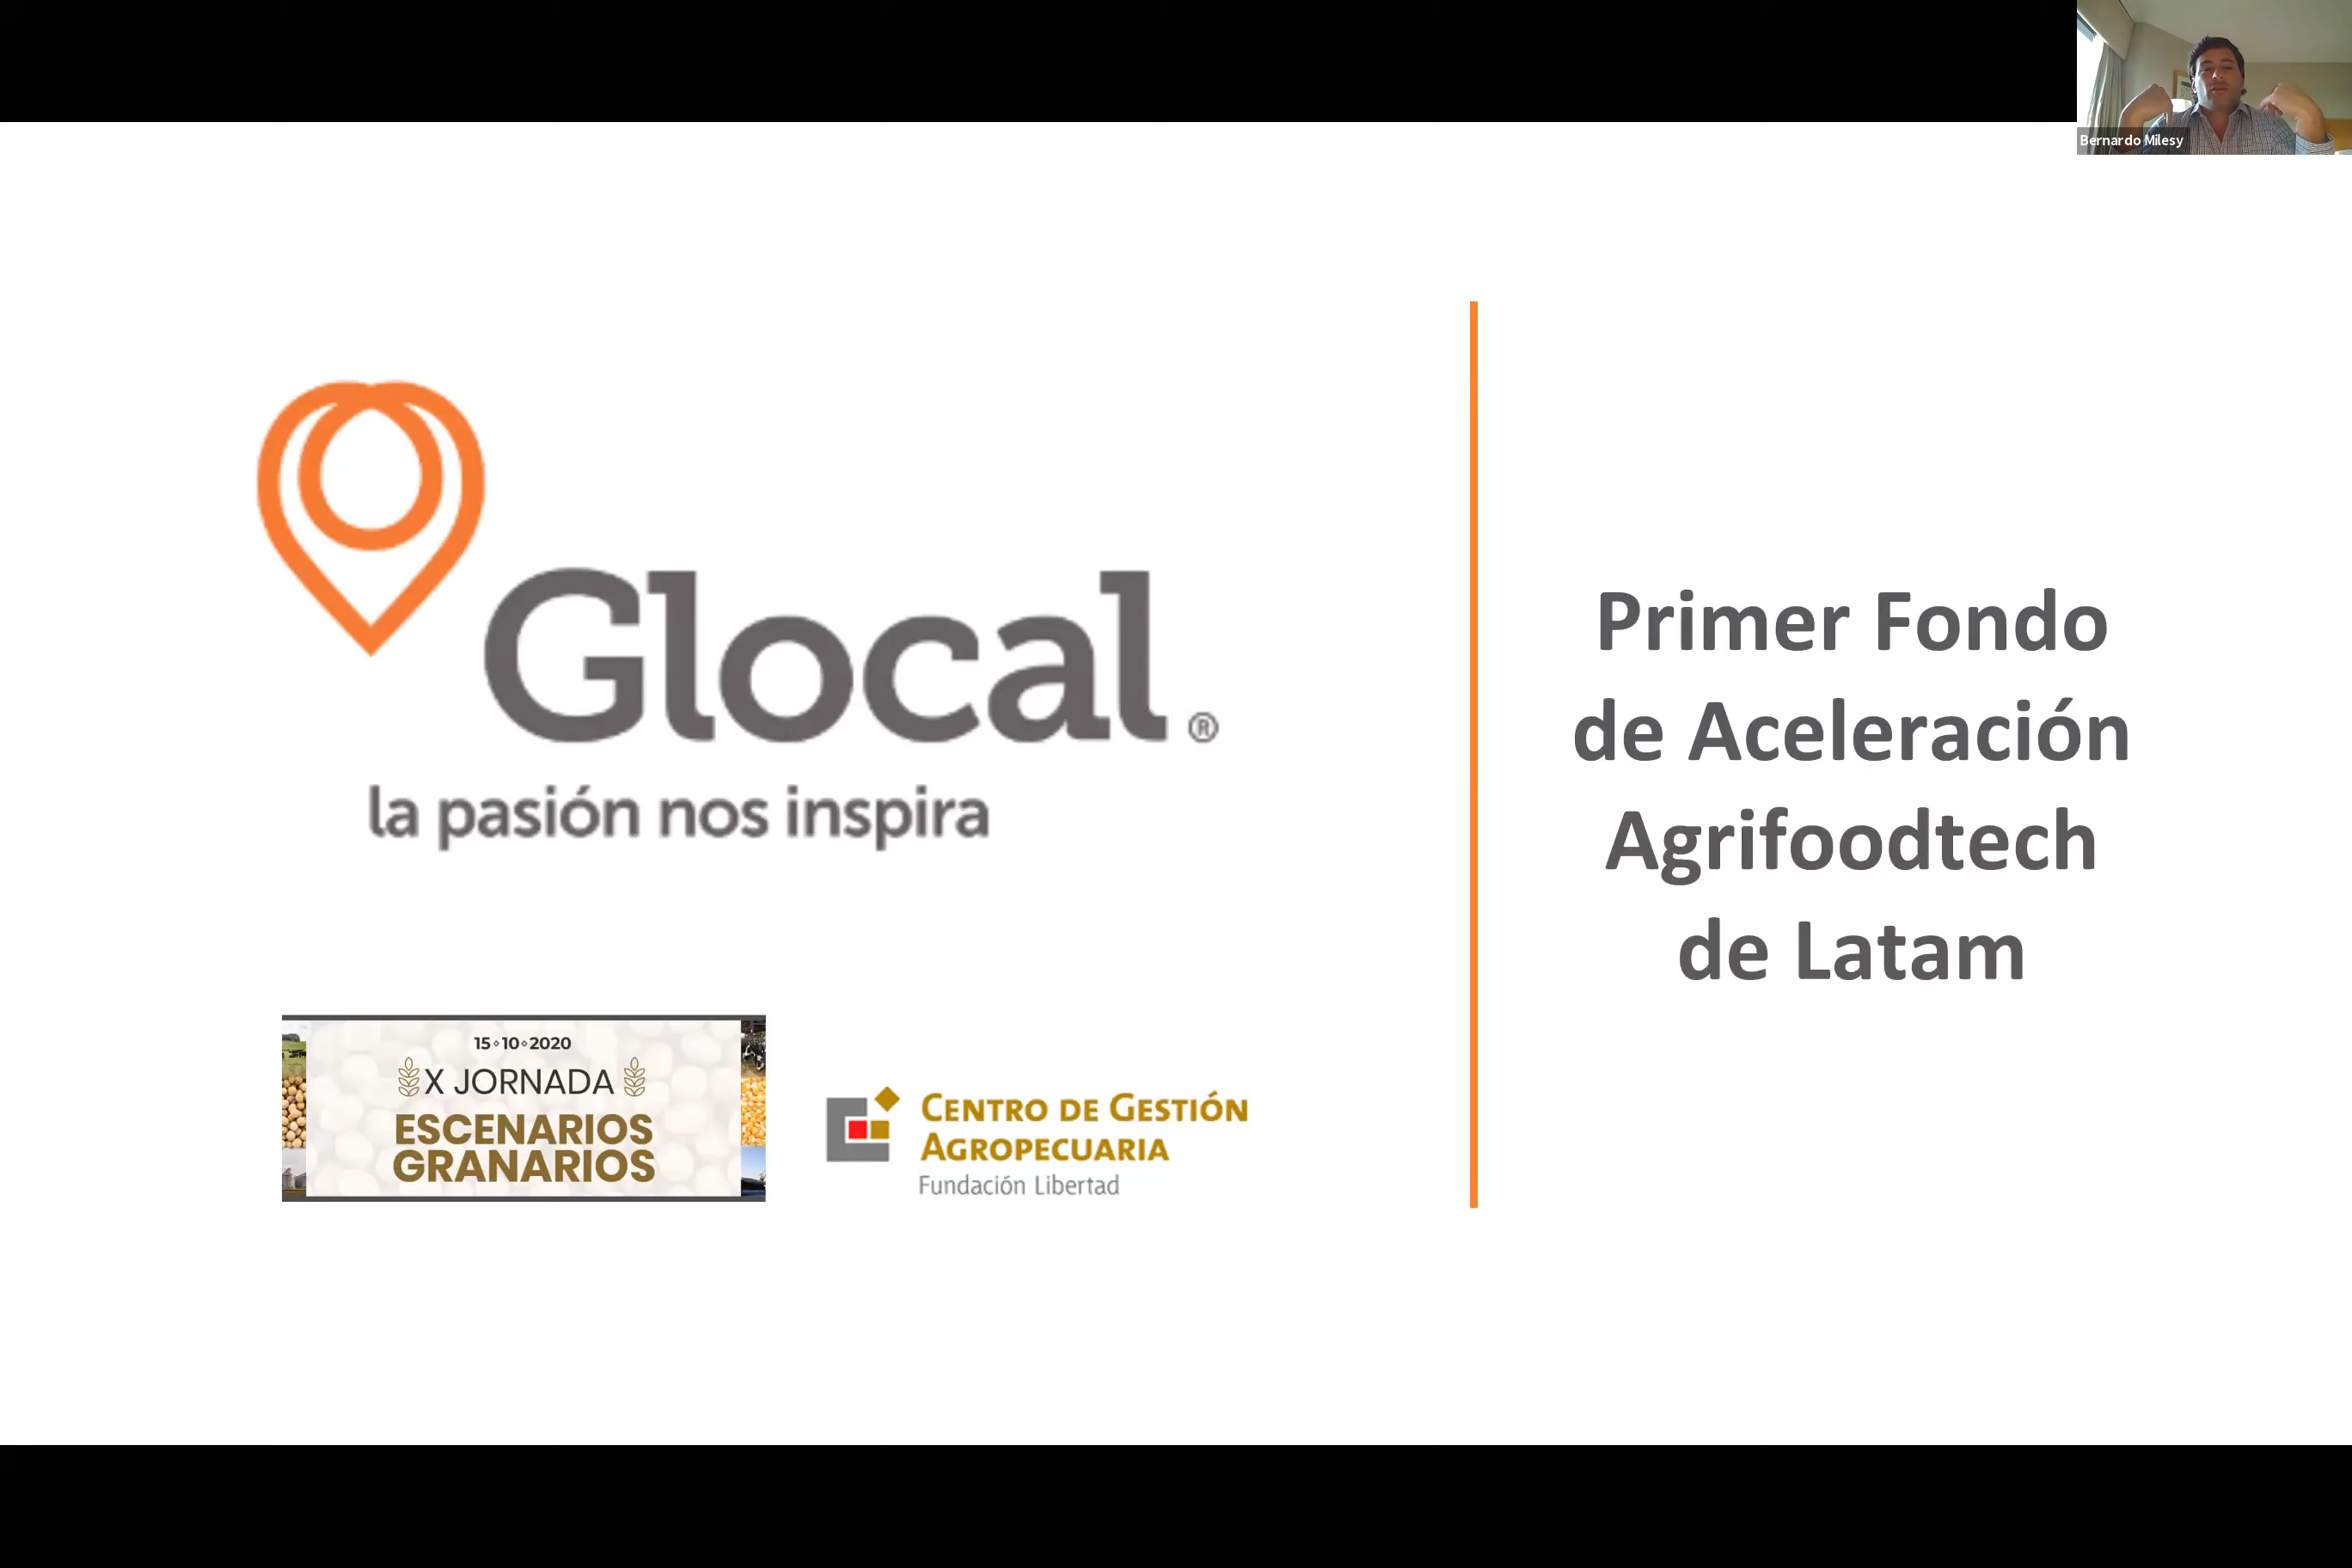 Bernardo Milesy
Glocal®
la pasión nos inspira
Primer Fondo
de Aceleración
Agrifoodtech
de Latam
15◦10◦2020
X JORNADA
ESCENARIOS
GRANARIOS
CENTRO DE GESTIÓN
AGROPECUARIA
Fundación Libertad